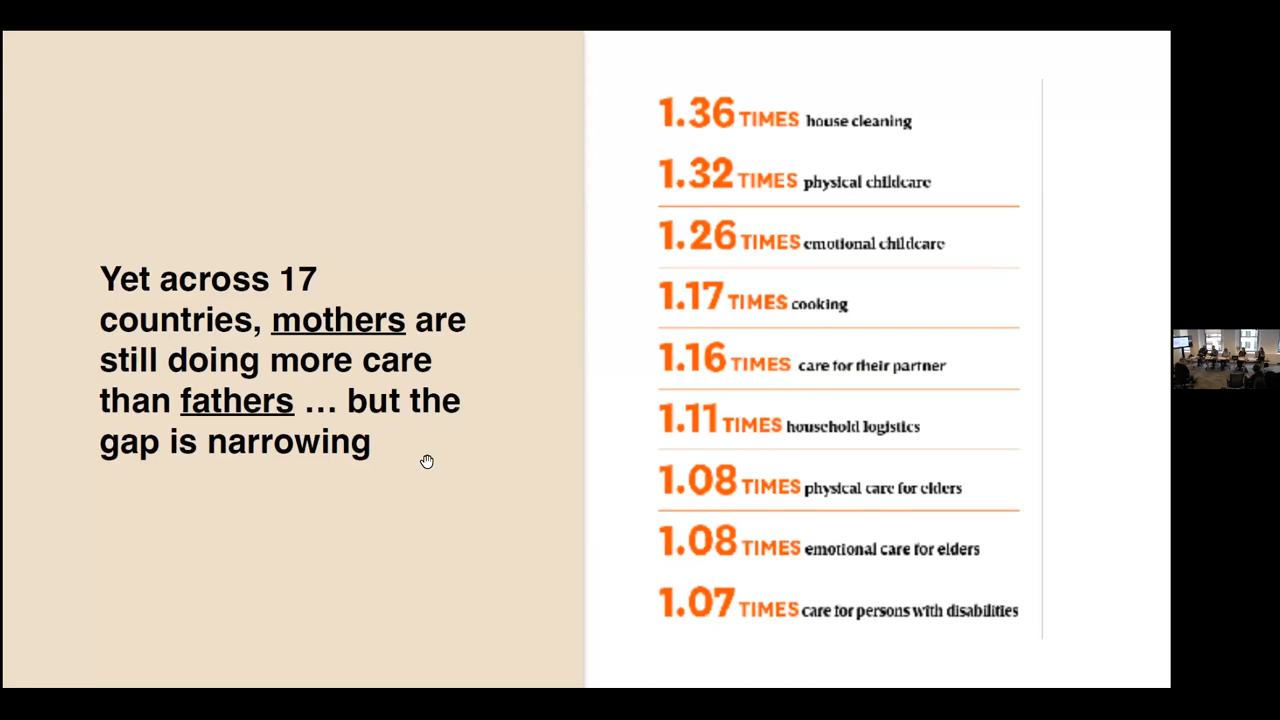 Yet across 17
countries, mothers are
still doing more care
than fathers … but the
gap is narrowing
1.36 TIMES house cleaning
1.32 TIMES physical childcare
1.26 TIMES emotional childcare
1.17 TIMES cooking
1.16 TIMES care for their partner
1.11 TIMES household logistics
1.08 TIMES physical care for elders
1.08 TIMES emotional care for elders
1.07 TIMES care for persons with disabilities